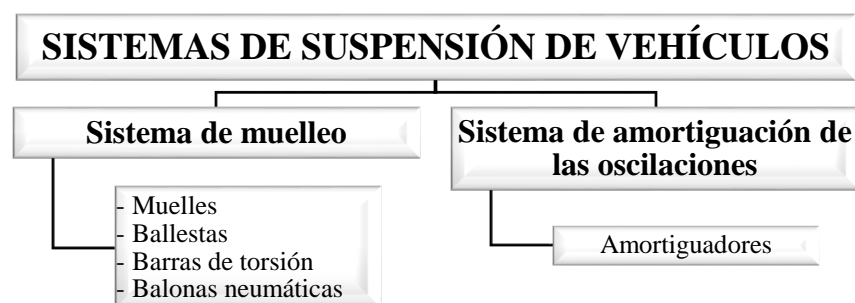 SISTEMAS DE SUSPENSIÓN DE VEHÍCULOS
Sistema de muelleo
- Muelles
- Ballestas
- Barras de torsión
- Balonas neumáticas
Sistema de amortiguación de
las oscilaciones
Amortiguadores